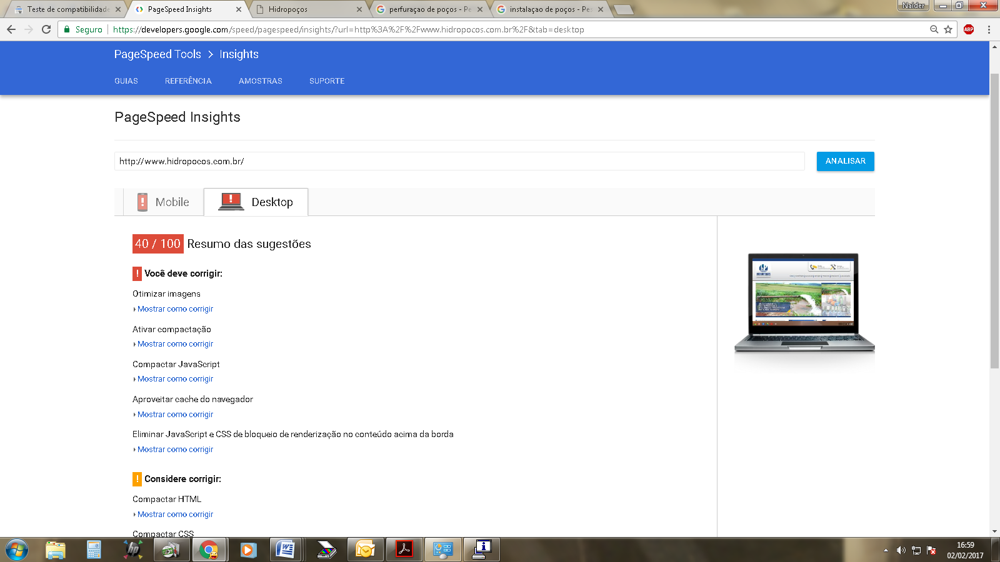 Teste de compatibilidade
PageSpeed Insights
Hidropoços
perfuraçao de poços - Pe
instalaçao de poços - Pes
Naider
Seguro
https://developers.google.com/speed/pagespeed/insights/?url=http%3A%2F%2Fwww.hidropocos.com.br%2F&tab=desktop
ABP
PageSpeed Tools > Insights
GUIAS REFERÊNCIA AMOSTRAS SUPORTE
PageSpeed Insights
http://www.hidropocos.com.br/
ANALISAR
! Mobile ! Desktop
40 / 100 Resumo das sugestões
! Você deve corrigir:
Otimizar imagens
Mostrar como corrigir
Ativar compactação
Mostrar como corrigir
Compactar JavaScript
Mostrar como corrigir
Aproveitar cache do navegador
Mostrar como corrigir
Eliminar JavaScript e CSS de bloqueio de renderização no conteúdo acima da borda
Mostrar como corrigir
! Considere corrigir:
Compactar HTML
Mostrar como corrigir
Compactar CSS
HIDROPOÇOS
hp
16:59
02/02/2017